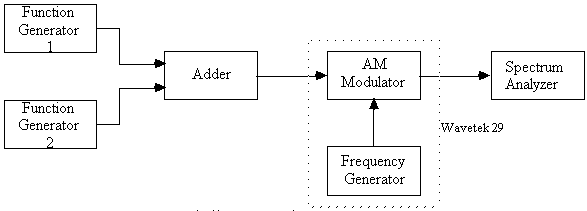 Function
Generator
1
Function
Generator
2
Adder
AM
Modulator
Frequency
Generator
Wavetek 29
Spectrum
Analyzer